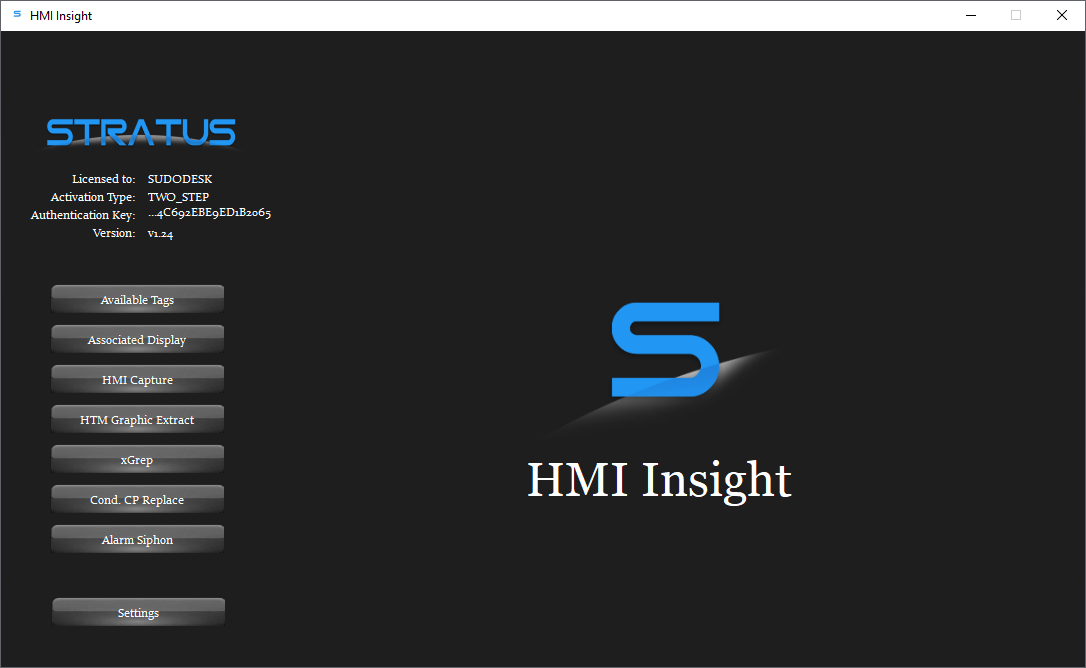 HMI Insight
STRATUS
Licensed to: SUDODESK
Activation Type: TWO_STEP
Authentication Key: ...4C692EBE9ED1B2065
Version: v1.24
Available Tags
Associated Display
HMI Capture
HTM Graphic Extract
xGrep
Cond. CP Replace
Alarm Siphon
Settings
S
HMI Insight